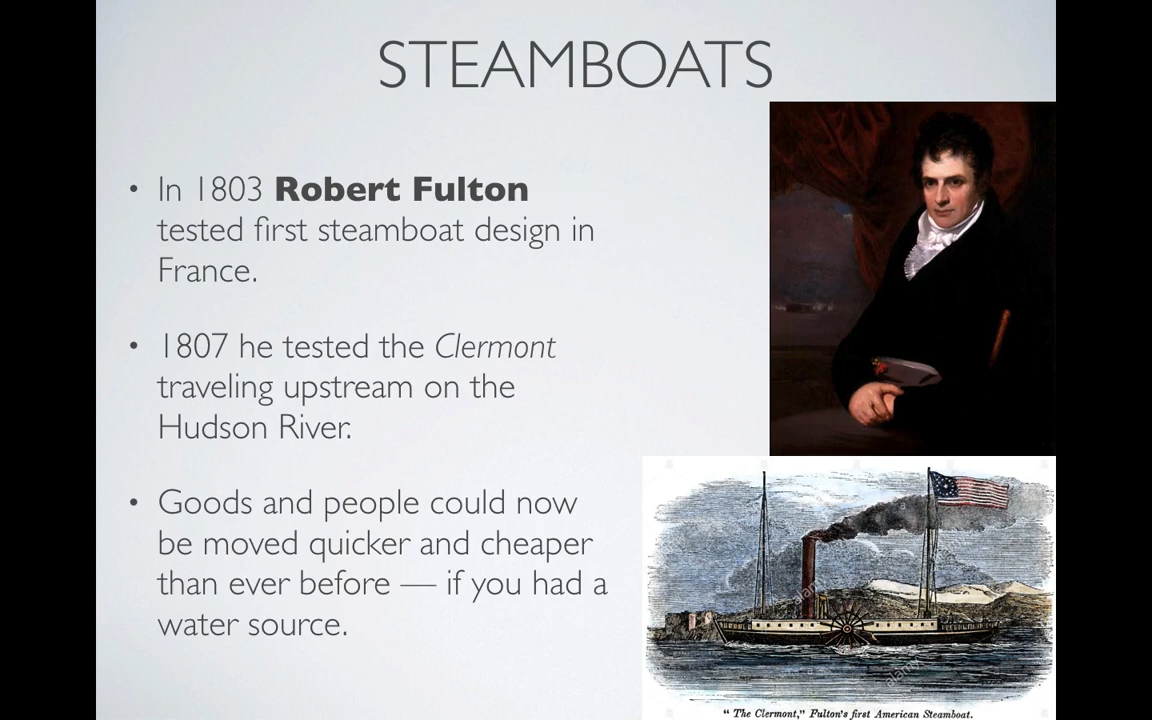 STEAMBOATS
• In 1803 Robert Fulton
tested first steamboat design in
France.
• 1807 he tested the Clermont
traveling upstream on the
Hudson River.
• Goods and people could now
be moved quicker and cheaper
than ever before — if you had a
water source.
alamy
alamy
“ The Clermont,” Fulton's first American Steamboat.